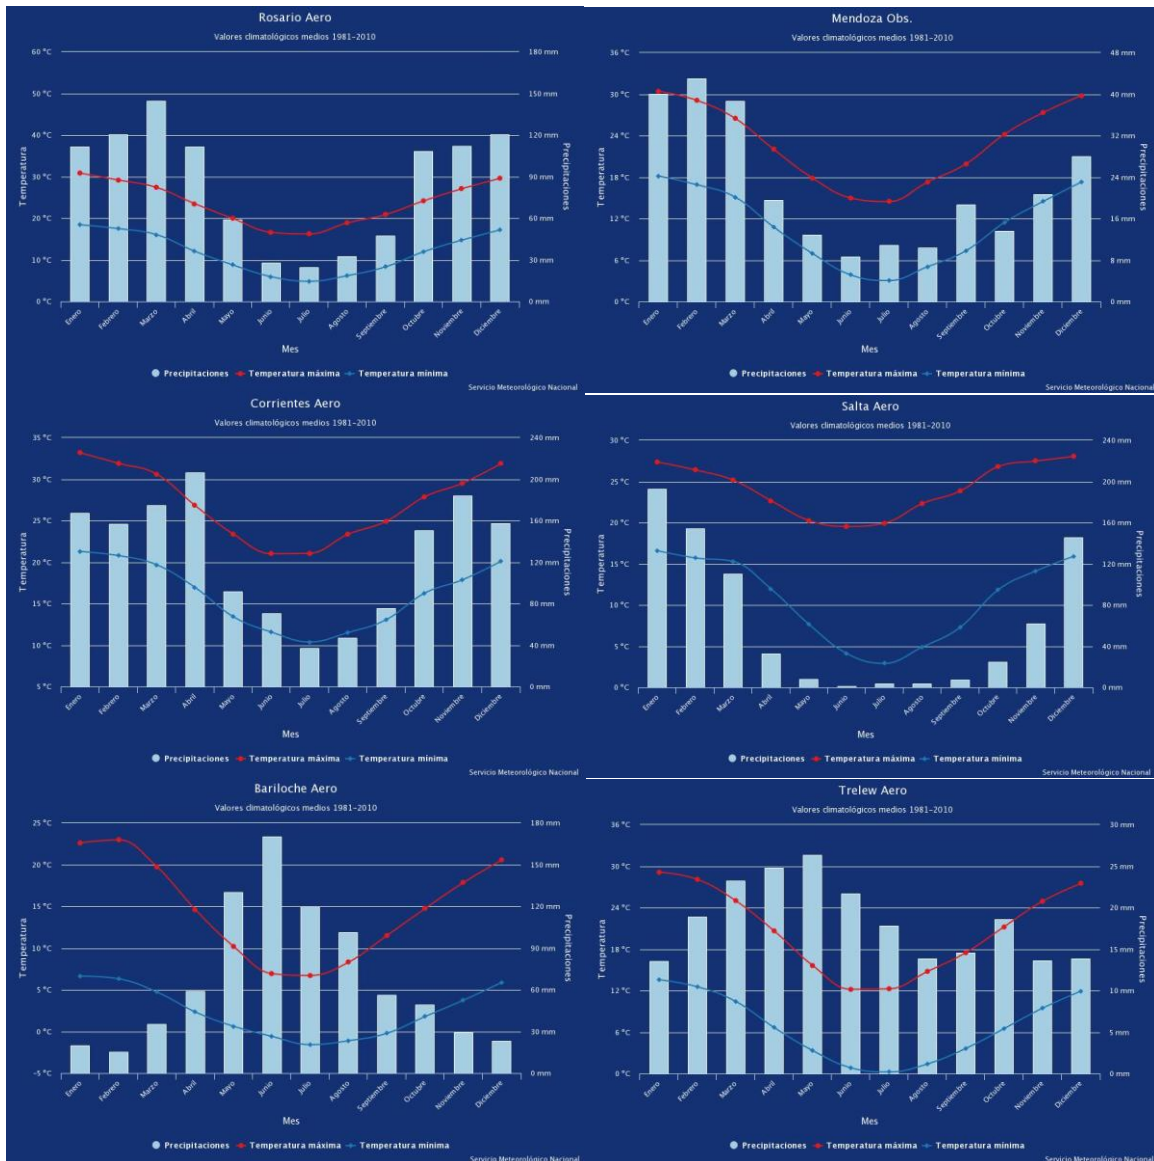 Rosario Aero
Valores climatológicos medios 1981-2010
60 °C
50 °C
40 °C
30 °C
20 °C
10 °C
0 °C
180 mm
150 mm
120 mm
90 mm
60 mm
30 mm
0 mm
Temperatura
Precipitaciones
Enero Febrero Marzo Abril Mayo Junio Julio Agosto Septiembre Octubre Noviembre Diciembre
Mes
Precipitaciones Temperatura máxima Temperatura mínima
Servicio Meteorológico Nacional
Mendoza Obs.
Valores climatológicos medios 1981-2010
36 °C
30 °C
24 °C
18 °C
12 °C
6 °C
0 °C
48 mm
40 mm
32 mm
24 mm
16 mm
8 mm
0 mm
Temperatura
Precipitaciones
Enero Febrero Marzo Abril Mayo Junio Julio Agosto Septiembre Octubre Noviembre Diciembre
Mes
Precipitaciones Temperatura máxima Temperatura mínima
Servicio Meteorológico Nacional
Corrientes Aero
Valores climatológicos medios 1981-2010
35 °C
30 °C
25 °C
20 °C
15 °C
10 °C
5 °C
240 mm
200 mm
160 mm
120 mm
80 mm
40 mm
0 mm
Temperatura
Precipitaciones
Enero Febrero Marzo Abril Mayo Junio Julio Agosto Septiembre Octubre Noviembre Diciembre
Mes
Precipitaciones Temperatura máxima Temperatura mínima
Servicio Meteorológico Nacional
Salta Aero
Valores climatológicos medios 1981-2010
30 °C
25 °C
20 °C
15 °C
10 °C
5 °C
0 °C
240 mm
200 mm
160 mm
120 mm
80 mm
40 mm
0 mm
Temperatura
Precipitaciones
Enero Febrero Marzo Abril Mayo Junio Julio Agosto Septiembre Octubre Noviembre Diciembre
Mes
Precipitaciones Temperatura máxima Temperatura mínima
Servicio Meteorológico Nacional
Bariloche Aero
Valores climatológicos medios 1981-2010
25 °C
20 °C
15 °C
10 °C
5 °C
0 °C
-5 °C
180 mm
150 mm
120 mm
90 mm
60 mm
30 mm
0 mm
Temperatura
Precipitaciones
Enero Febrero Marzo Abril Mayo Junio Julio Agosto Septiembre Octubre Noviembre Diciembre
Mes
Precipitaciones Temperatura máxima Temperatura mínima
Servicio Meteorológico Nacional
Trelew Aero
Valores climatológicos medios 1981-2010
36 °C
30 °C
24 °C
18 °C
12 °C
6 °C
0 °C
30 mm
25 mm
20 mm
15 mm
10 mm
5 mm
0 mm
Temperatura
Precipitaciones
Enero Febrero Marzo Abril Mayo Junio Julio Agosto Septiembre Octubre Noviembre Diciembre
Mes
Precipitaciones Temperatura máxima Temperatura mínima
Servicio Meteorológico Nacional